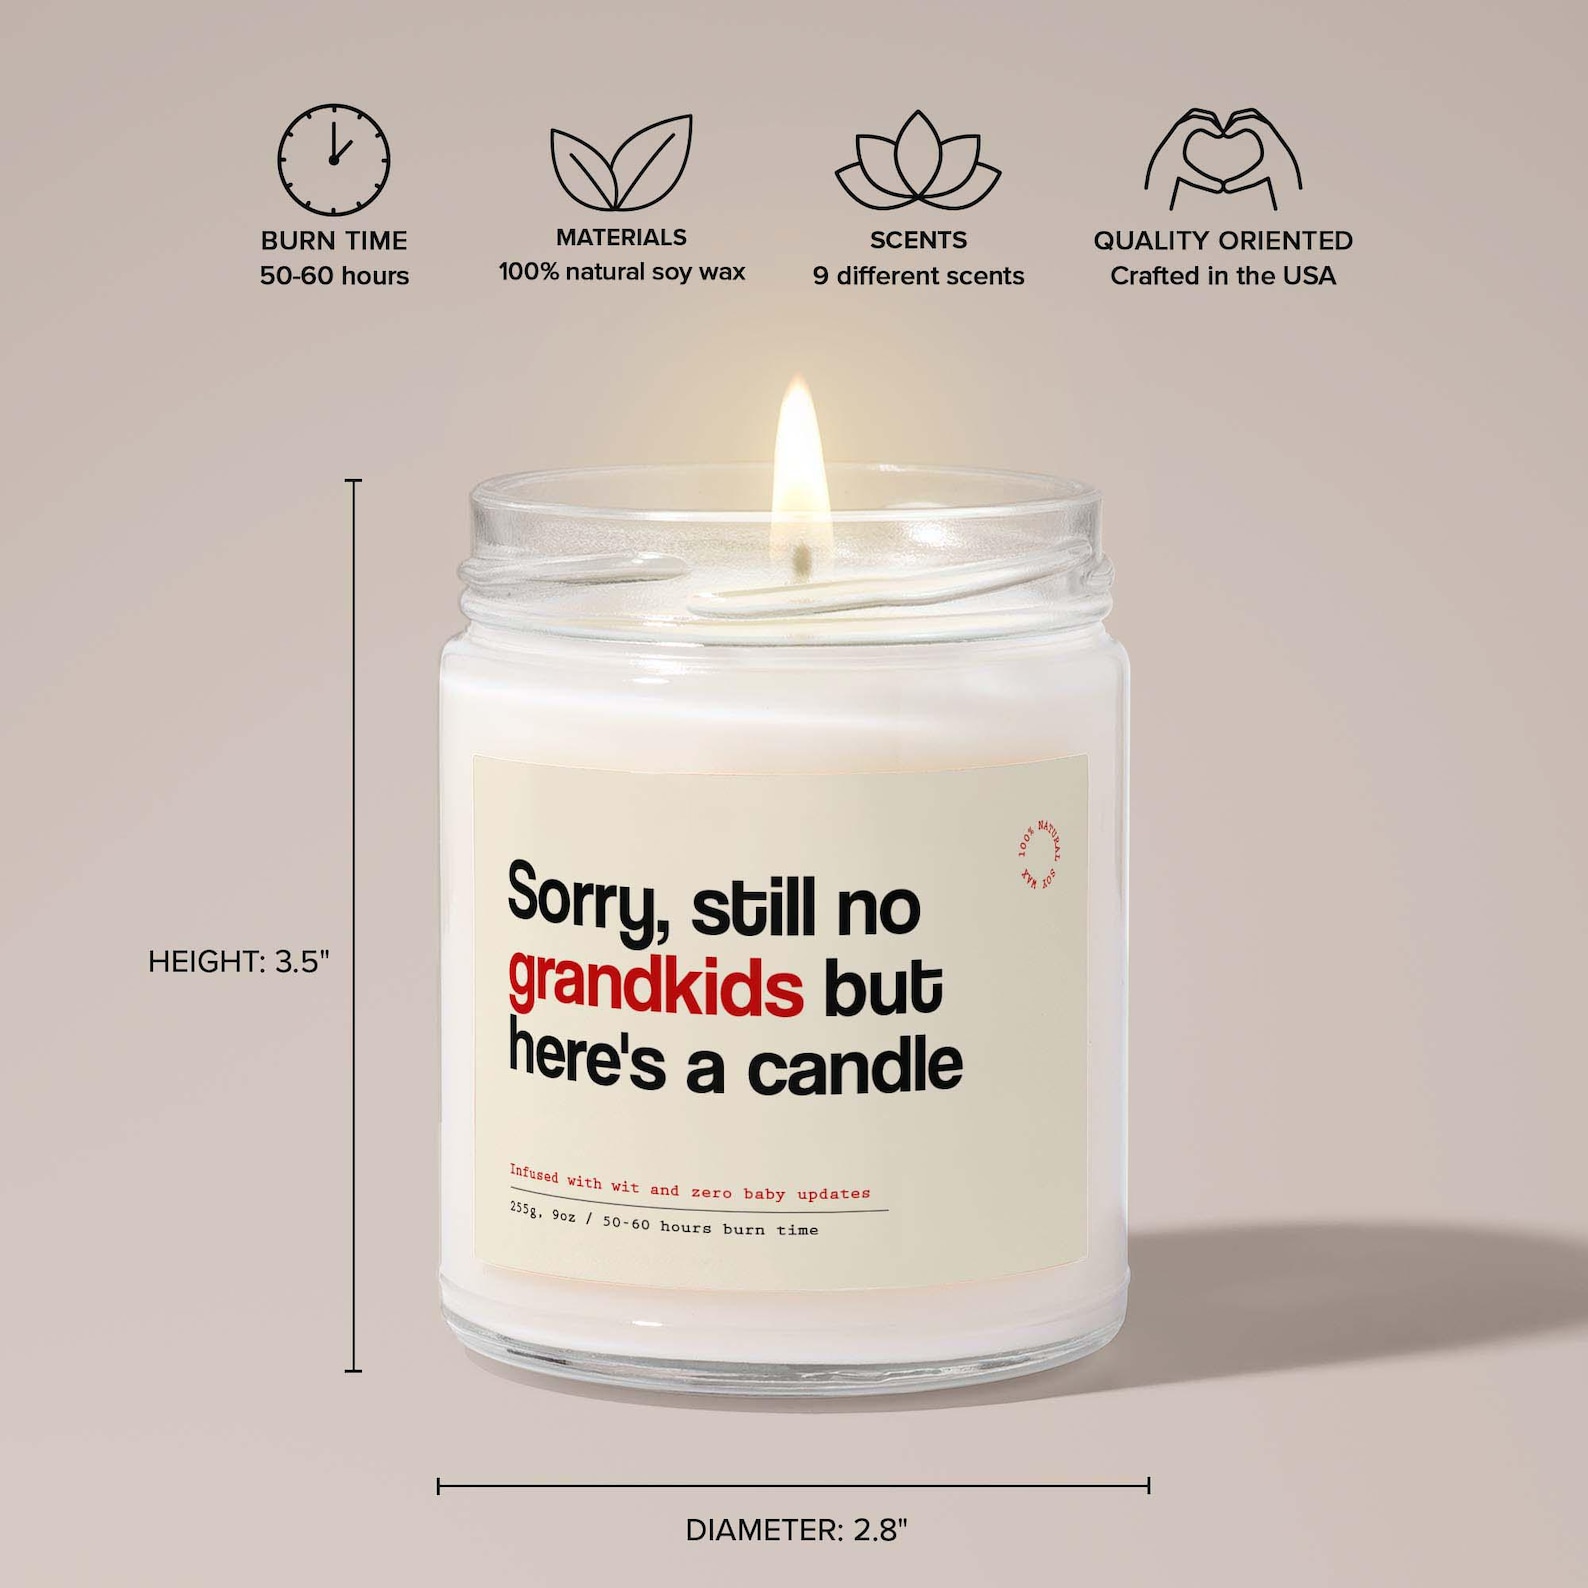 BURN TIME
50-60 hours
MATERIALS
100% natural soy wax
SCENTS
9 different scents
QUALITY ORIENTED
Crafted in the USA
HEIGHT: 3.5"
100% NATURAL SOY WAX
Sorry, still no
grandkids but
here's a candle
Infused with wit and zero baby updates
255g, 9oz / 50-60 hours burn time
DIAMETER: 2.8"